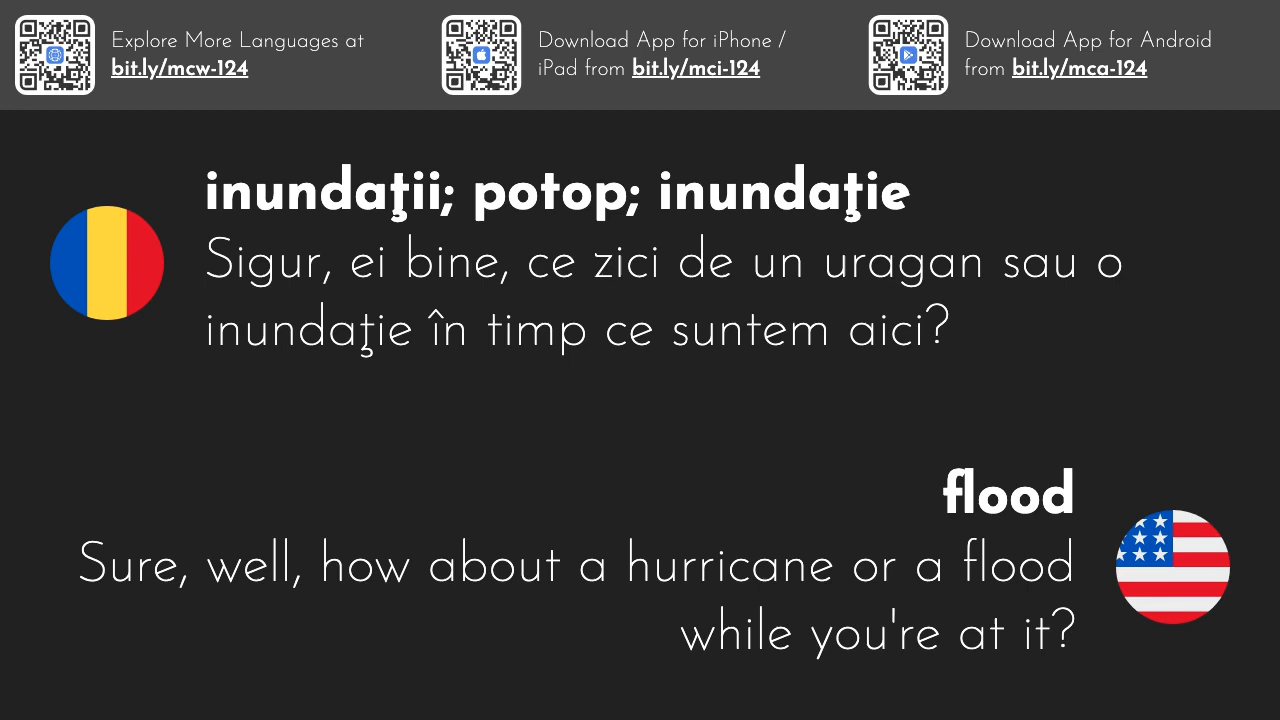 Explore More Languages at
bit.ly/mcw-124
Download App for iPhone /
iPad from bit.ly/mci-124
Download App for Android
from bit.ly/mca-124
inundaţii; potop; inundaţie
Sigur, ei bine, ce zici de un uragan sau o
inundaţie în timp ce suntem aici?
flood
Sure, well, how about a hurricane or a flood
while you're at it?